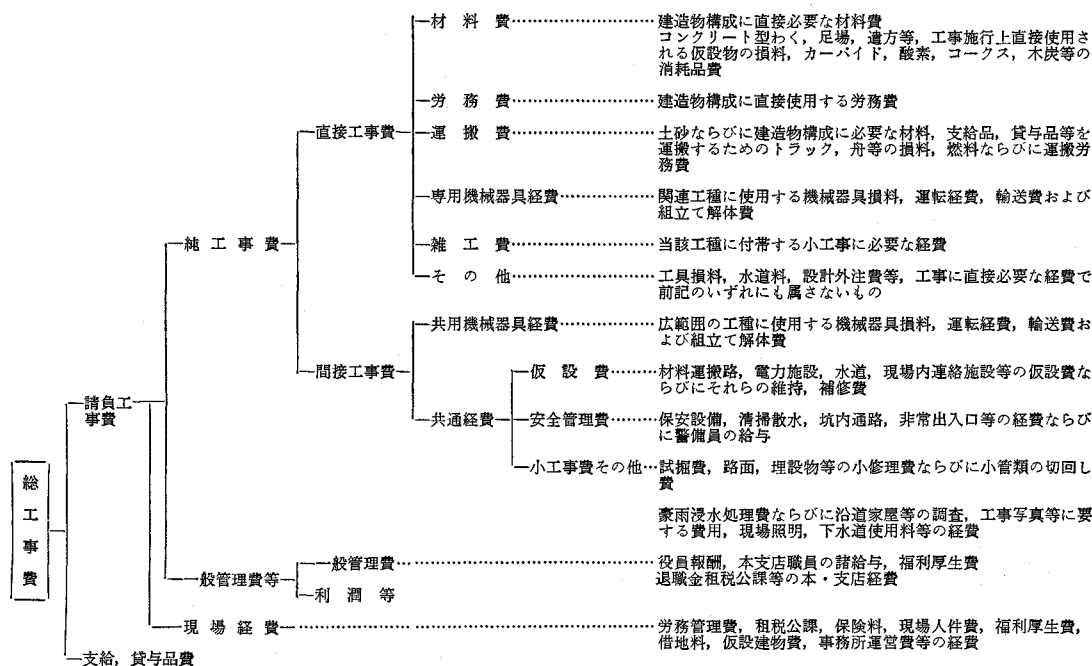 材料費……建造物構成に直接必要な材料費
コンクリート型わく，足場，遣方等，工事施行上直接使用さ
れる仮設物の損料，カーバイド，酸素，コークス，木炭等の
消耗品費
労務費……建造物構成に直接使用する労務費
直接工事費
運搬費……土砂ならびに建造物構成に必要な材料，支給品，貸与品等を
運搬するためのトラック，舟等の損料，燃料ならびに運搬労
務費
専用機械器具経費……関連工種に使用する機械器具損料，運転経費，輸送費および
組立て解体費
純工事費
雑工費……当該工種に付帯する小工事に必要な経費
その他……工具損料，水道料，設計外注費等，工事に直接必要な経費で
前記のいずれにも属さないもの
共用機械器具経費……広範囲の工種に使用する機械器具損料，運転経費，輸送費お
よび組立て解体費
間接工事費
仮設費……材料運搬路，電力施設，水道，現場内連絡施設等の仮設費な
らびにそれらの維持，補修費
請負工
事費
共通経費
安全管理費……保安設備，清掃散水，坑内通路，非常出入口等の経費ならび
に警備員の給与
小工事費その他…試掘費，路面，埋設物等の小修理費ならびに小管類の切回し
費
豪雨浸水処理費ならびに沿道家屋等の調査，工事写真等に要
する費用，現場照明，下水道使用料等の経費
総工事費
一般管理費等
一般管理費……役員報酬，本支店職員の諸給与，福利厚生費
退職金租税公課等の本・支店経費
利潤等
現場経費……労務管理費，租税公課，保険料，現場人件費，福利厚生費，
借地料，仮設建物費，事務所運営費等の経費
支給，貸与品費